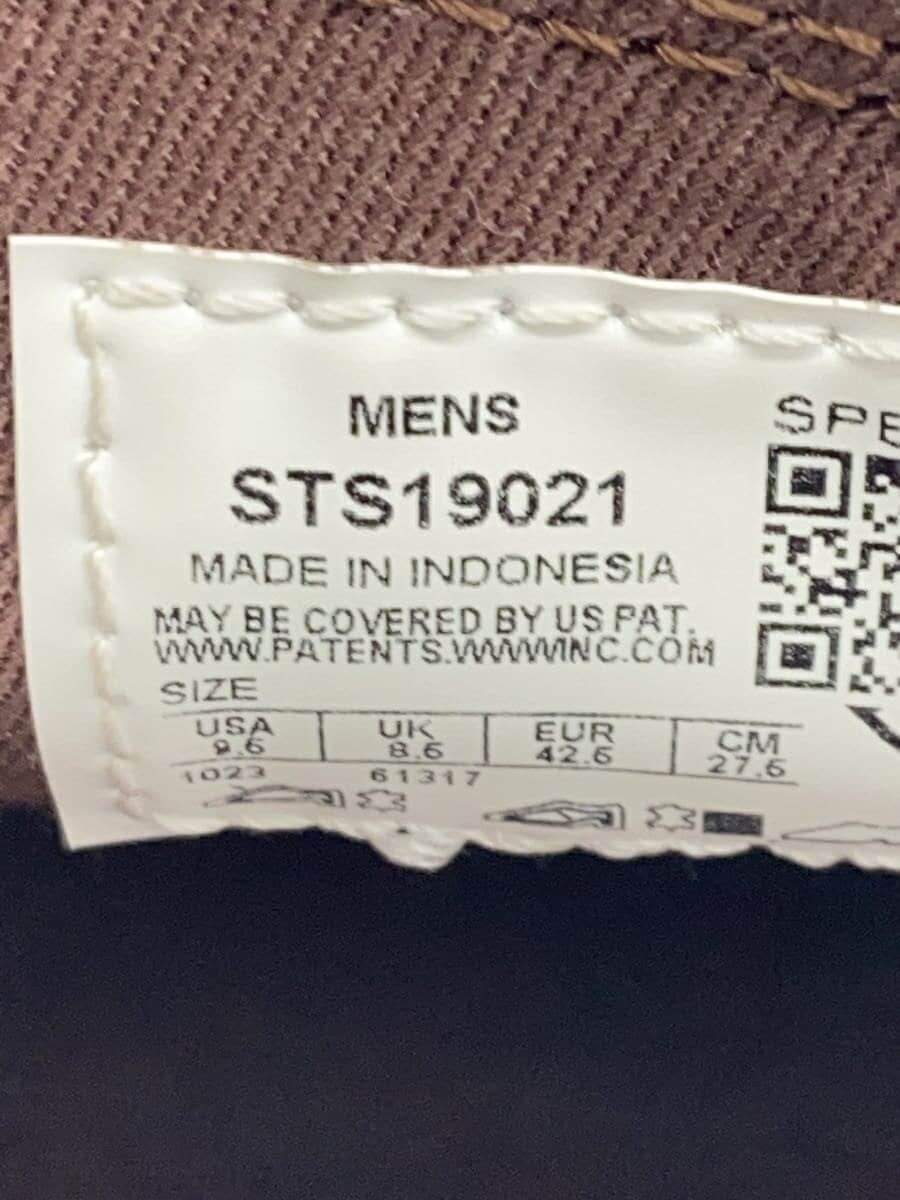 MENS
STS19021
MADE IN INDONESIA
MAY BE COVERED BY US PAT.
WWW.PATENTS.WWWINC.COM
SIZE
USA UK EUR CM
9.5 8.5 42.5 27.5
1023 61317
SPE